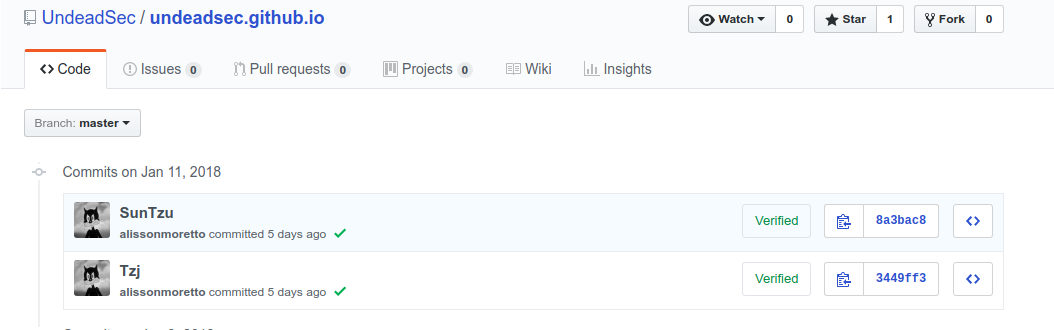 UndeadSec / undeadsec.github.io
Watch 0 Star 1 Fork 0
Code Issues 0 Pull requests 0 Projects 0 Wiki Insights
Branch: master
Commits on Jan 11, 2018
SunTzu
alissonmoretto committed 5 days ago
Verified 8a3bac8
Tzj
alissonmoretto committed 5 days ago
Verified 3449ff3